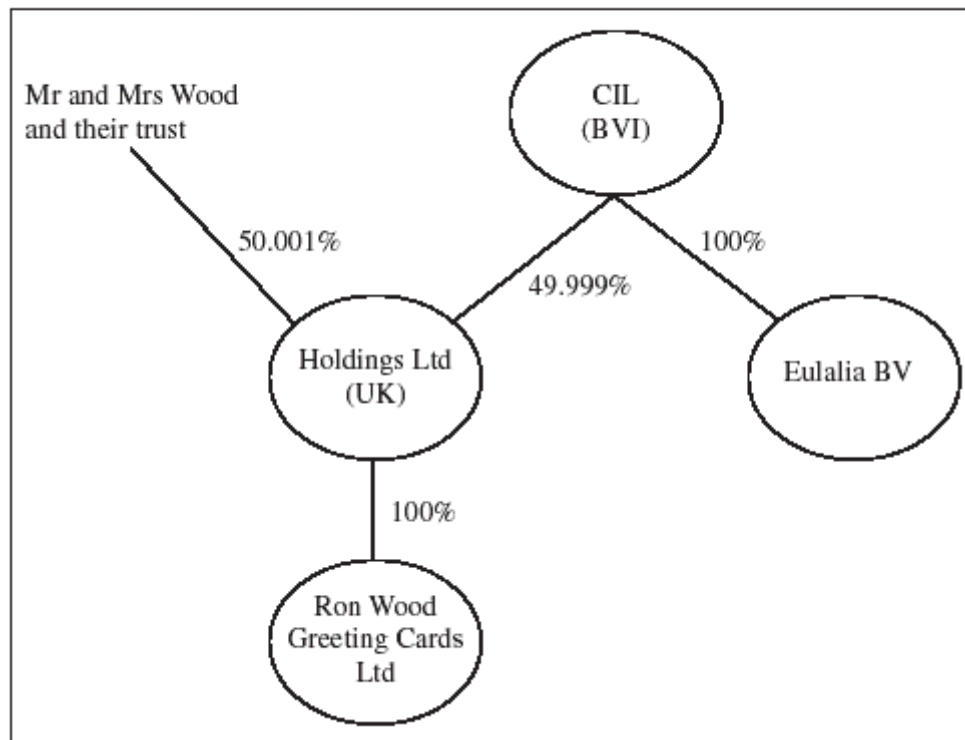 Mr and Mrs Wood
and their trust
CIL
(BVI)
50.001%
49.999%
100%
Holdings Ltd
(UK)
Eulalia BV
100%
Ron Wood
Greeting Cards
Ltd